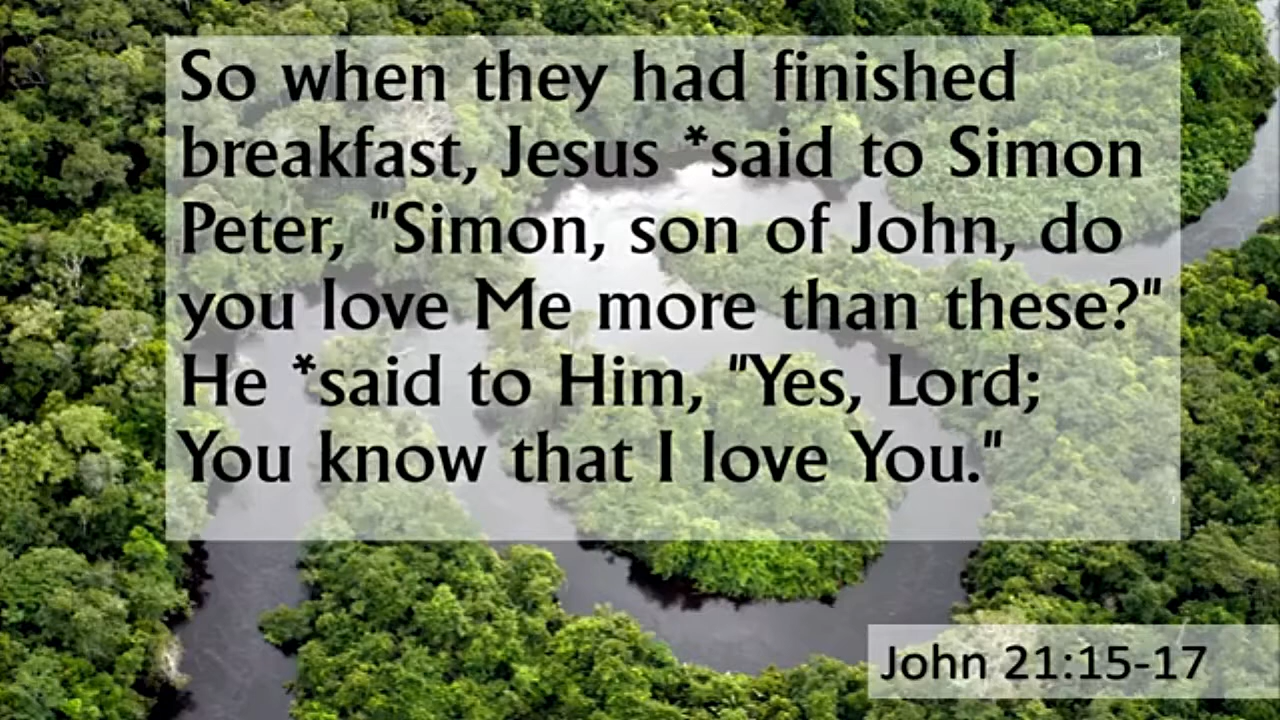 So when they had finished
breakfast, Jesus *said to Simon
Peter, "Simon, son of John, do
you love Me more than these?"
He *said to Him, "Yes, Lord;
You know that I love You."
John 21:15-17